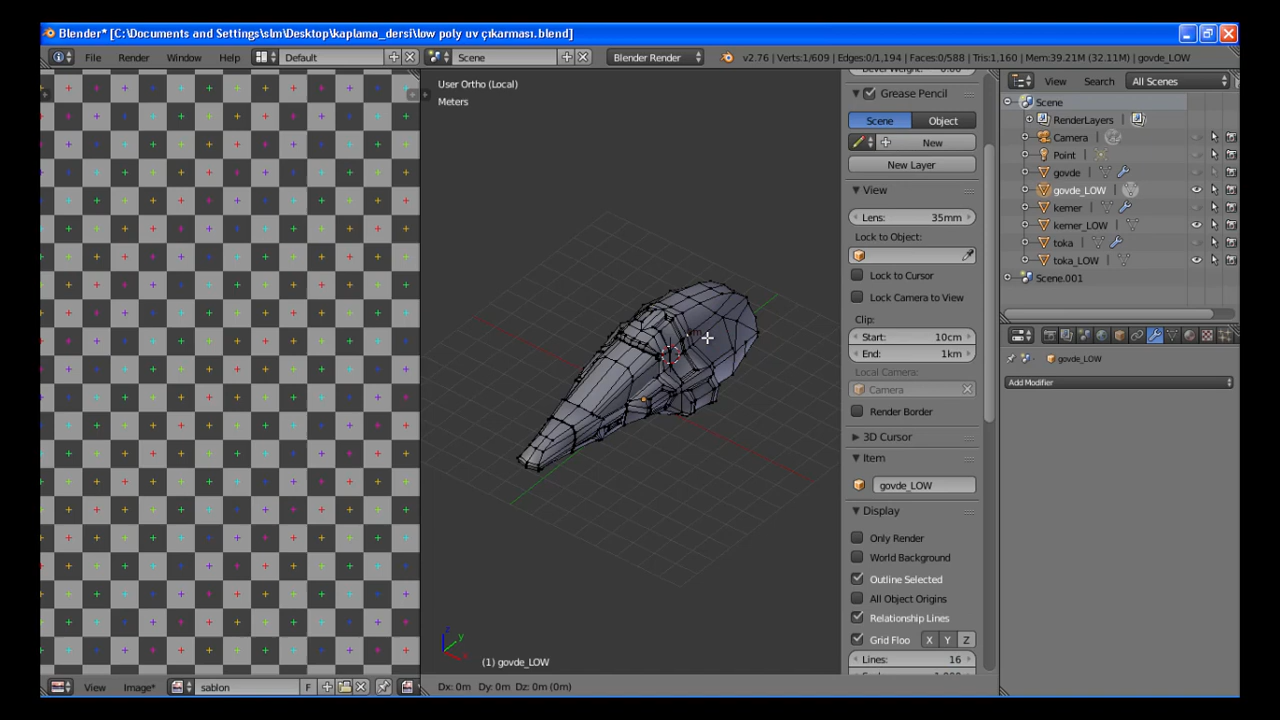 Blender* [C:\Documents and Settings\slm\Desktop\kaplama_dersi\low poly uv çıkarması.blend]
File Render Window Help Default Scene Blender Render v2.76 | Verts:1/609 | Edges:0/1,194 | Faces:0/588 | Tris:1,160 | Mem:39.21M (32.11M) | govde_LOW
User Ortho (Local)
Meters
Grease Pencil
Scene Object
New
New Layer
View
Lens: 35mm
Lock to Object:
Lock to Cursor
Lock Camera to View
Clip:
Start: 10cm
End: 1km
Local Camera:
Camera
Render Border
3D Cursor
Item
govde_LOW
Display
Only Render
World Background
Outline Selected
All Object Origins
Relationship Lines
Grid Floo X Y Z
Lines: 16
View Search All Scenes
Scene
RenderLayers
Camera
Point
govde
govde_LOW
kemer
kemer_LOW
toka
toka_LOW
Scene.001
govde_LOW
Add Modifier
z
y
x
(1) govde_LOW
View Image* sablon F
Dx: 0m Dy: 0m Dz: 0m (0m)